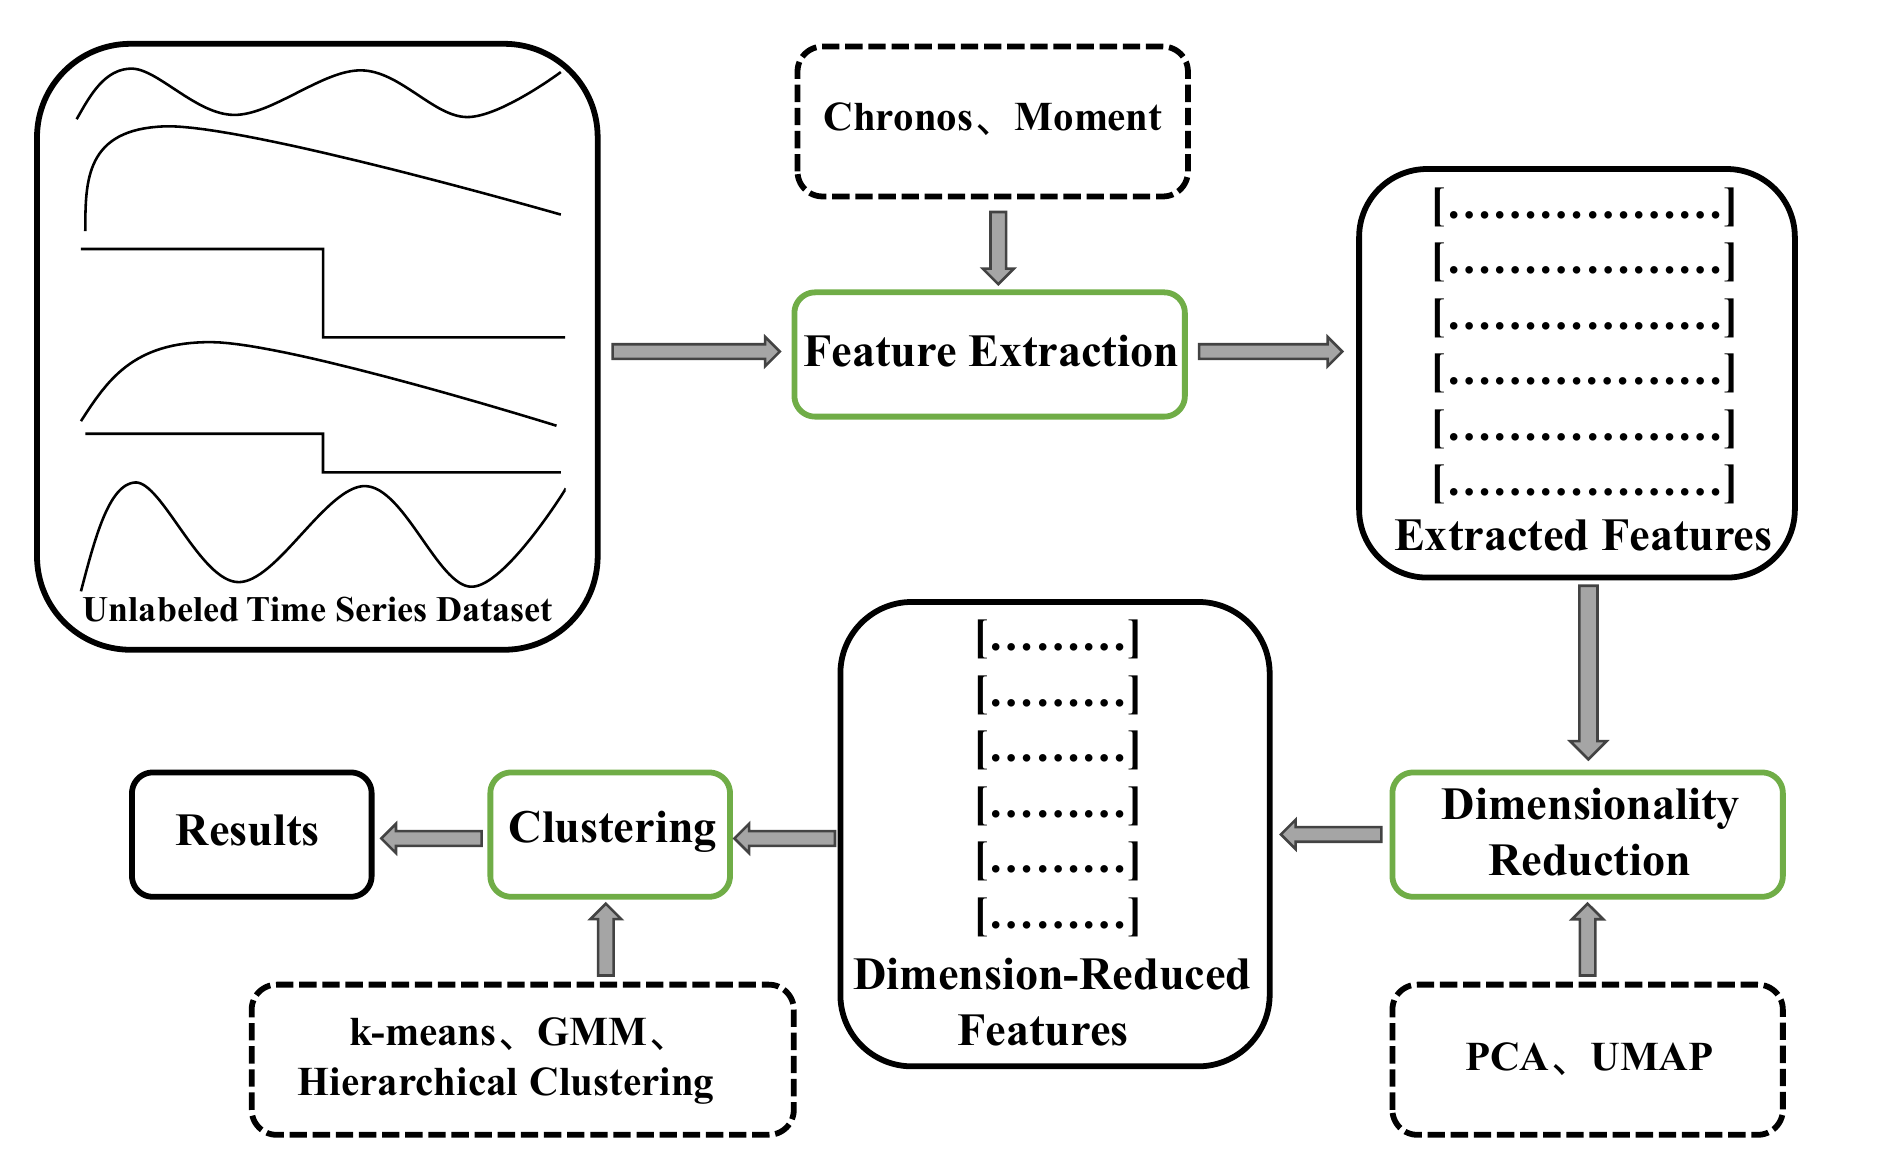 Chronos、Moment
Feature Extraction
[..................]
[..................]
[..................]
[..................]
[..................]
[..................]
Extracted Features
Unlabeled Time Series Dataset
[.........]
[.........]
[.........]
[.........]
[.........]
[.........]
Dimension-Reduced
Features
Dimensionality
Reduction
PCA、UMAP
Clustering
k-means、GMM、
Hierarchical Clustering
Results